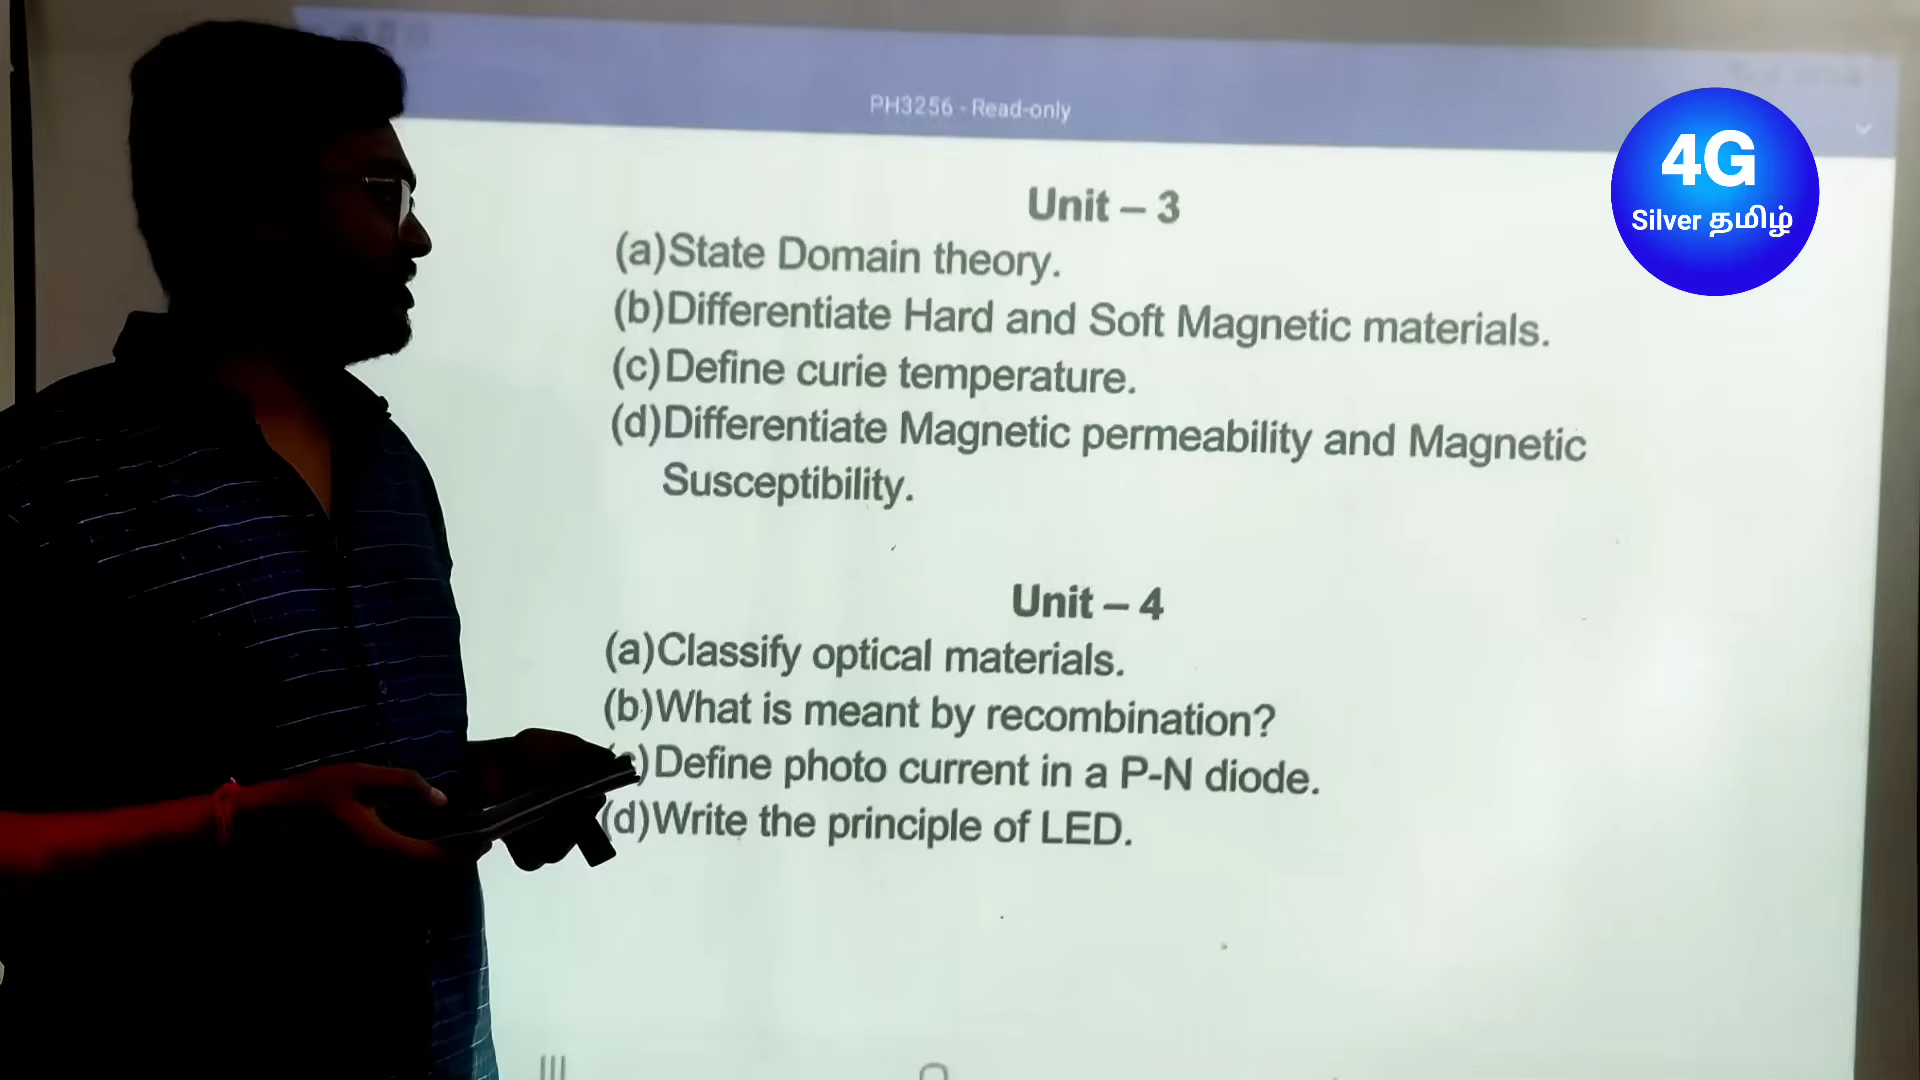 PH3256 - Read-only
4G
Silver தமிழ்
Unit – 3
(a)State Domain theory.
(b)Differentiate Hard and Soft Magnetic materials.
(c)Define curie temperature.
(d)Differentiate Magnetic permeability and Magnetic
Susceptibility.
Unit – 4
(a)Classify optical materials.
(b)What is meant by recombination?
)Define photo current in a P-N diode.
(d)Write the principle of LED.